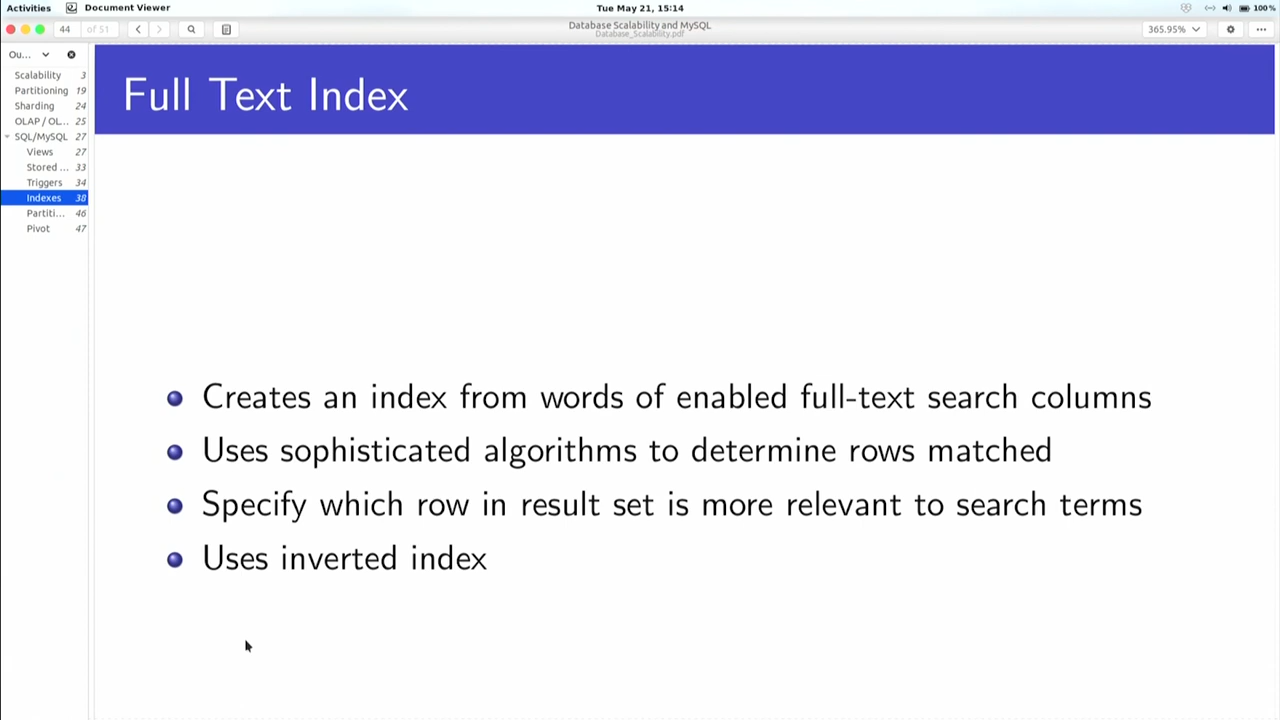 Activities Document Viewer Tue May 21, 15:14 100%
44 of 51 Database Scalability and MySQL 365.95%
Database_Scalability.pdf
Ou...
Scalability 3
Partitioning 19
Sharding 24
OLAP / OL... 25
SQL/MySQL 27
Views 27
Stored ... 33
Triggers 34
Indexes 38
Partiti... 46
Pivot 47
Full Text Index
Creates an index from words of enabled full-text search columns
Uses sophisticated algorithms to determine rows matched
Specify which row in result set is more relevant to search terms
Uses inverted index